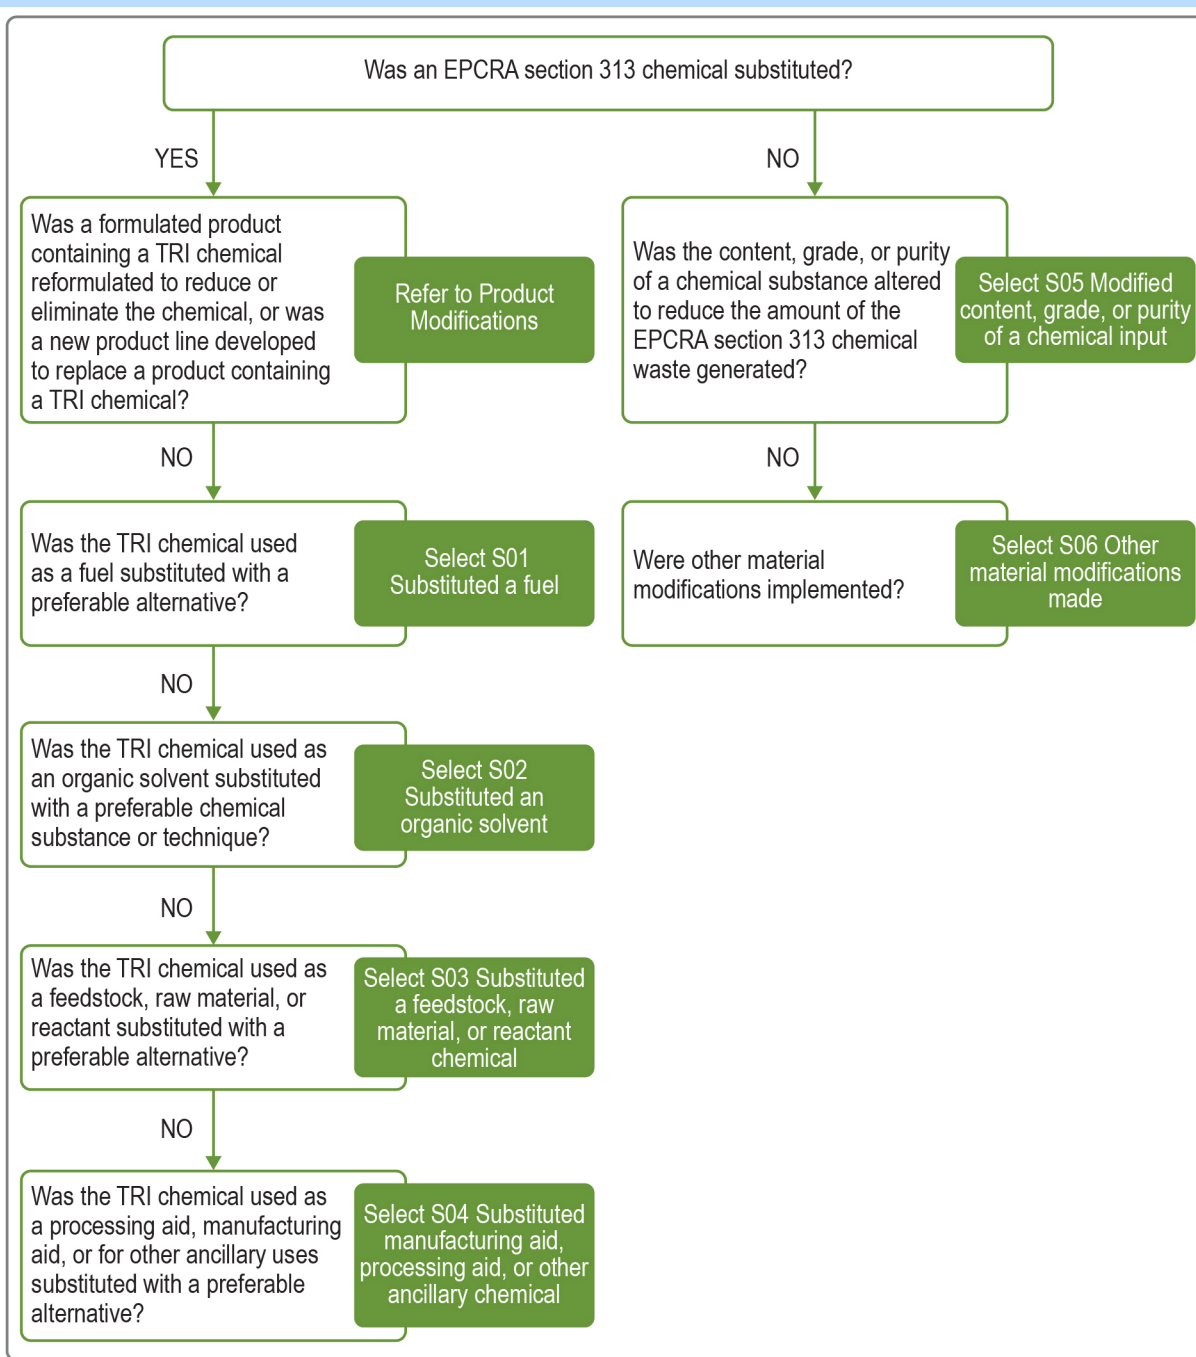 Was an EPCRA section 313 chemical substituted?
YES
NO
Was a formulated product
containing a TRI chemical
reformulated to reduce or
eliminate the chemical, or was
a new product line developed
to replace a product containing
a TRI chemical?
Refer to Product
Modifications
Was the content, grade, or purity
of a chemical substance altered
to reduce the amount of the
EPCRA section 313 chemical
waste generated?
Select S05 Modified
content, grade, or purity
of a chemical input
NO
NO
Was the TRI chemical used
as a fuel substituted with a
preferable alternative?
Select S01
Substituted a fuel
Were other material
modifications implemented?
Select S06 Other
material modifications
made
NO
Was the TRI chemical used as
an organic solvent substituted
with a preferable chemical
substance or technique?
Select S02
Substituted an
organic solvent
NO
Was the TRI chemical used as
a feedstock, raw material, or
reactant substituted with a
preferable alternative?
Select S03 Substituted
a feedstock, raw
material, or reactant
chemical
NO
Was the TRI chemical used as
a processing aid, manufacturing
aid, or for other ancillary uses
substituted with a preferable
alternative?
Select S04 Substituted
manufacturing aid,
processing aid, or other
ancillary chemical